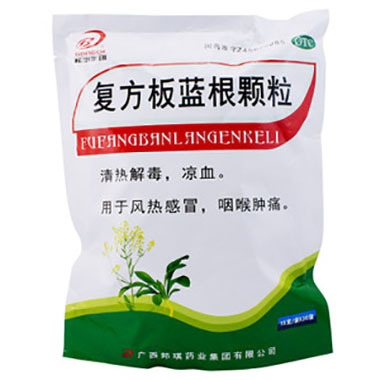 OTC
复方板蓝根颗粒
FUFANGBANLANGENKELI
清热解毒，凉血。
用于风热感冒，咽喉肿痛。
广西邦琪药业集团有限公司